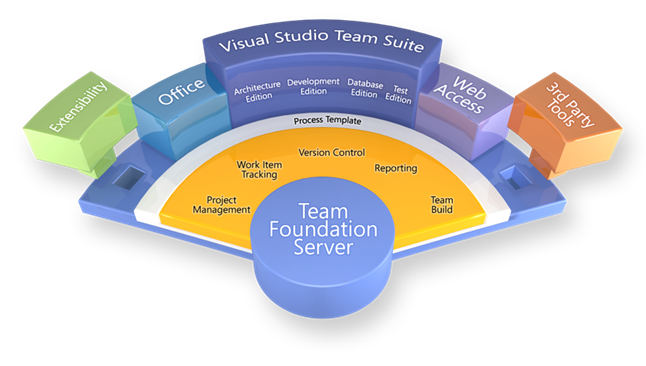 Visual Studio Team Suite
Extensibility
Office
Architecture
Edition
Development
Edition
Database
Edition
Test
Edition
Web
Access
3rd Party
Tools
Process Template
Version Control
Work Item
Tracking
Reporting
Project
Management
Team
Build
Team
Foundation
Server